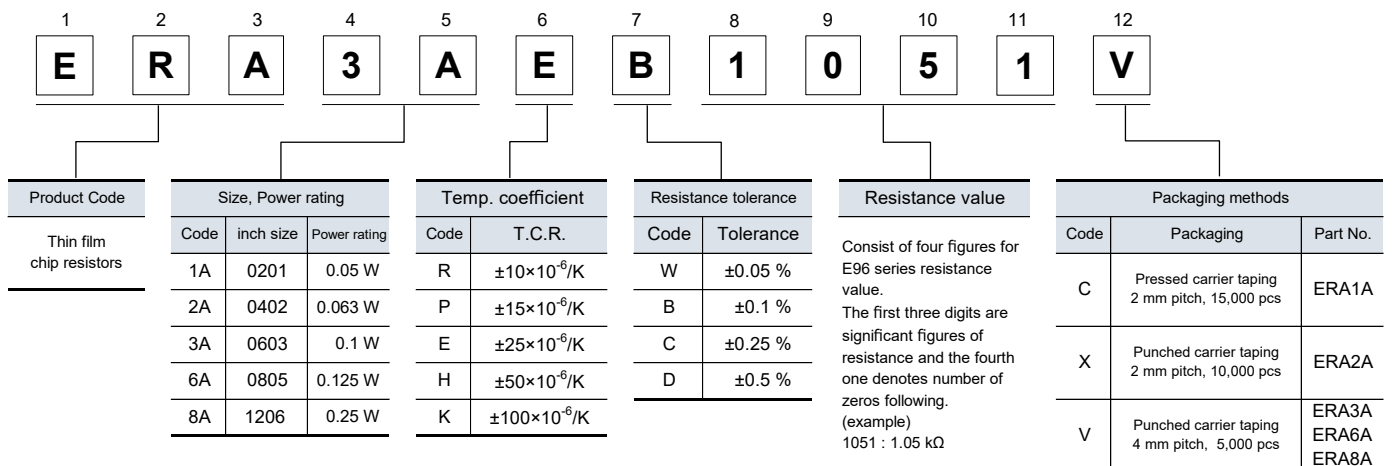 1 2 3 4 5 6 7 8 9 10 11 12
E R A 3 A E B 1 0 5 1 V
Product Code
Thin film
chip resistors
Size, Power rating
Code inch size Power rating
1A 0201 0.05 W
2A 0402 0.063 W
3A 0603 0.1 W
6A 0805 0.125 W
8A 1206 0.25 W
Temp. coefficient
Code T.C.R.
R ±10×10⁻⁶/K
P ±15×10⁻⁶/K
E ±25×10⁻⁶/K
H ±50×10⁻⁶/K
K ±100×10⁻⁶/K
Resistance tolerance
Code Tolerance
W ±0.05 %
B ±0.1 %
C ±0.25 %
D ±0.5 %
Resistance value
Consist of four figures for
E96 series resistance
value.
The first three digits are
significant figures of
resistance and the fourth
one denotes number of
zeros following.
(example)
1051 : 1.05 kΩ
Packaging methods
Code Packaging Part No.
C Pressed carrier taping
2 mm pitch, 15,000 pcs ERA1A
X Punched carrier taping
2 mm pitch, 10,000 pcs ERA2A
V Punched carrier taping
4 mm pitch, 5,000 pcs ERA3A
ERA6A
ERA8A